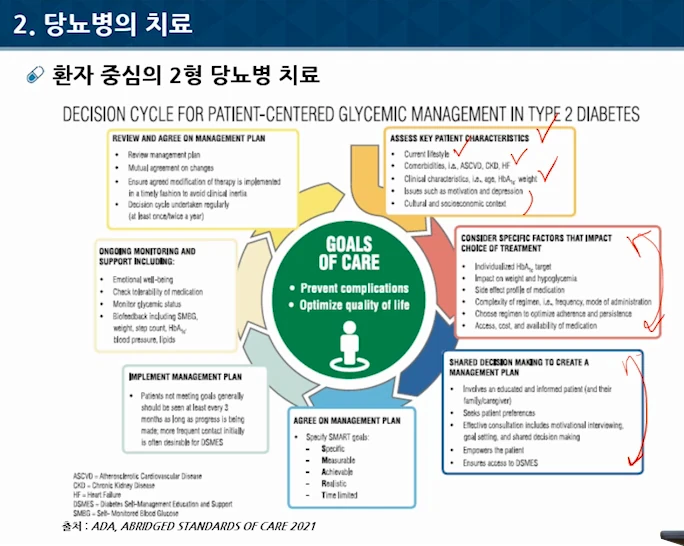 2. 당뇨병의 치료
환자 중심의 2형 당뇨병 치료
DECISION CYCLE FOR PATIENT-CENTERED GLYCEMIC MANAGEMENT IN TYPE 2 DIABETES
REVIEW AND AGREE ON MANAGEMENT PLAN
• Review management plan
• Mutual agreement on changes
• Ensure agreed modification of therapy is implemented
in a timely fashion to avoid clinical inertia
• Decision cycle undertaken regularly
(at least once/twice a year)
ASSESS KEY PATIENT CHARACTERISTICS
• Current lifestyle
• Comorbidities, i.e., ASCVD, CKD, HF
• Clinical characteristics, i.e., age, HbA1c, weight
• Issues such as motivation and depression
• Cultural and socioeconomic context
CONSIDER SPECIFIC FACTORS THAT IMPACT
CHOICE OF TREATMENT
• Individualized HbA1c target
• Impact on weight and hypoglycemia
• Side effect profile of medication
• Complexity of regimen, i.e., frequency, mode of administration
• Choose regimen to optimize adherence and persistence
• Access, cost, and availability of medication
SHARED DECISION MAKING TO CREATE A
MANAGEMENT PLAN
• Involves an educated and informed patient (and their
family/caregiver)
• Seeks patient preferences
• Effective consultation includes motivational interviewing,
goal setting, and shared decision making
• Empowers the patient
• Ensures access to DSMES
AGREE ON MANAGEMENT PLAN
• Specify SMART goals:
- Specific
- Measurable
- Achievable
- Realistic
- Time limited
IMPLEMENT MANAGEMENT PLAN
• Patients not meeting goals generally
should be seen at least every 3
months as long as progress is being
made; more frequent contact initially
is often desirable for DSMES
ONGOING MONITORING AND
SUPPORT INCLUDING:
• Emotional well-being
• Check tolerability of medication
• Monitor glycemic status
• Biofeedback including SMBG,
weight, step count, HbA1c,
blood pressure, lipids
GOALS
OF CARE
• Prevent complications
• Optimize quality of life
ASCVD = Atherosclerotic Cardiovascular Disease
CKD = Chronic Kidney Disease
HF = Heart Failure
DSMES = Diabetes Self-Management Education and Support
SMBG = Self- Monitored Blood Glucose
출처 : ADA, ABRIDGED STANDARDS OF CARE 2021